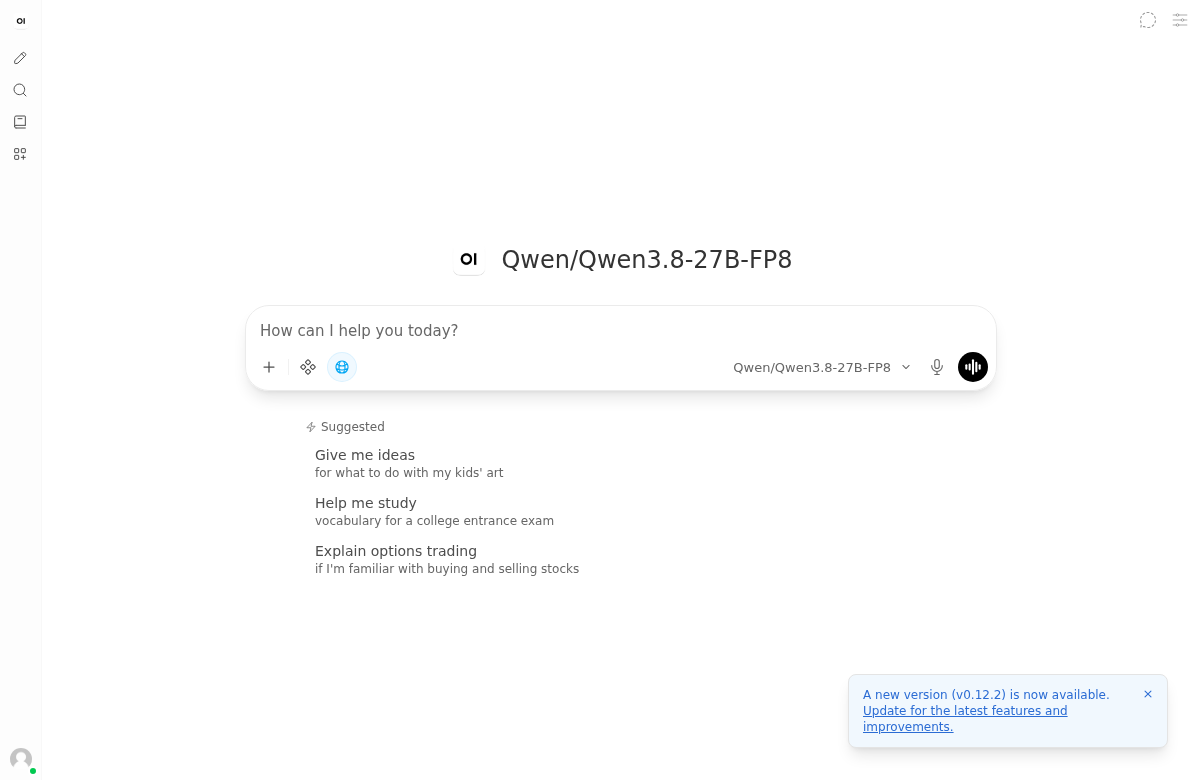 OI
OI Qwen/Qwen3.8-27B-FP8
How can I help you today?
Qwen/Qwen3.8-27B-FP8
Suggested
Give me ideas
for what to do with my kids' art
Help me study
vocabulary for a college entrance exam
Explain options trading
if I'm familiar with buying and selling stocks
A new version (v0.12.2) is now available.
Update for the latest features and
improvements.